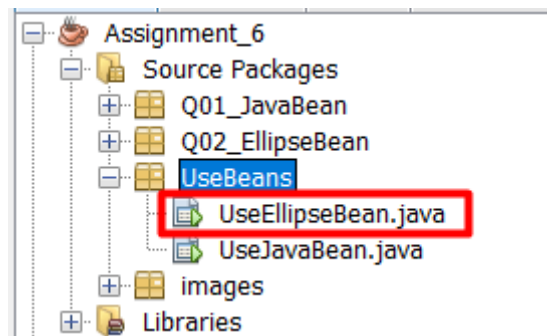 Assignment_6
Source Packages
Q01_JavaBean
Q02_EllipseBean
UseBeans
UseEllipseBean.java
UseJavaBean.java
images
Libraries